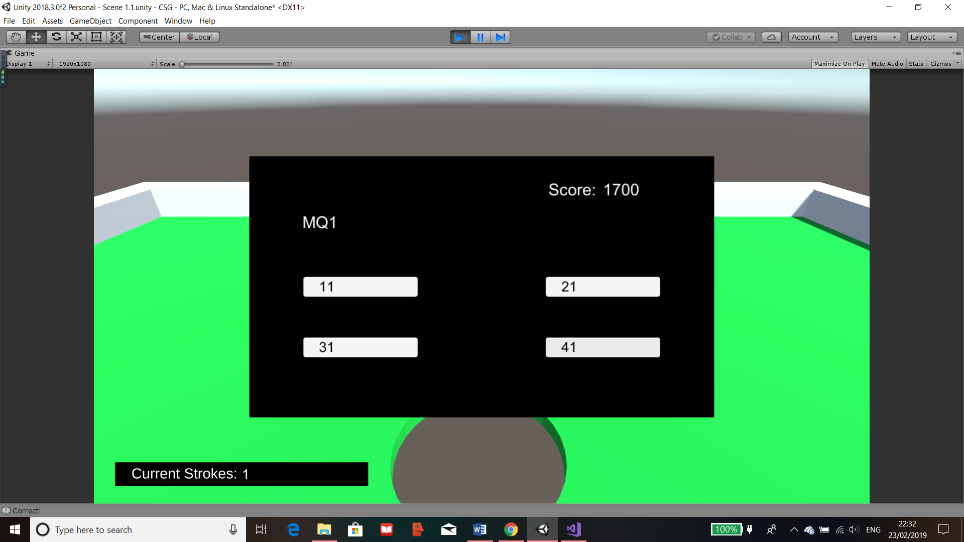 Unity 2018.3.0f2 Personal - Scene 1.1.unity - CSG - PC, Mac & Linux Standalone* <DX11>
File Edit Assets GameObject Component Window Help
Center Local Collab Account Layers Layout
Game
Display 1 1920x1080 Scale Maximize On Play Mute Audio Stats Gizmos
Score: 1700
MQ1
11 21
31 41
Current Strokes: 1
Correct!
Type here to search 100% ENG 22:32
23/02/2019